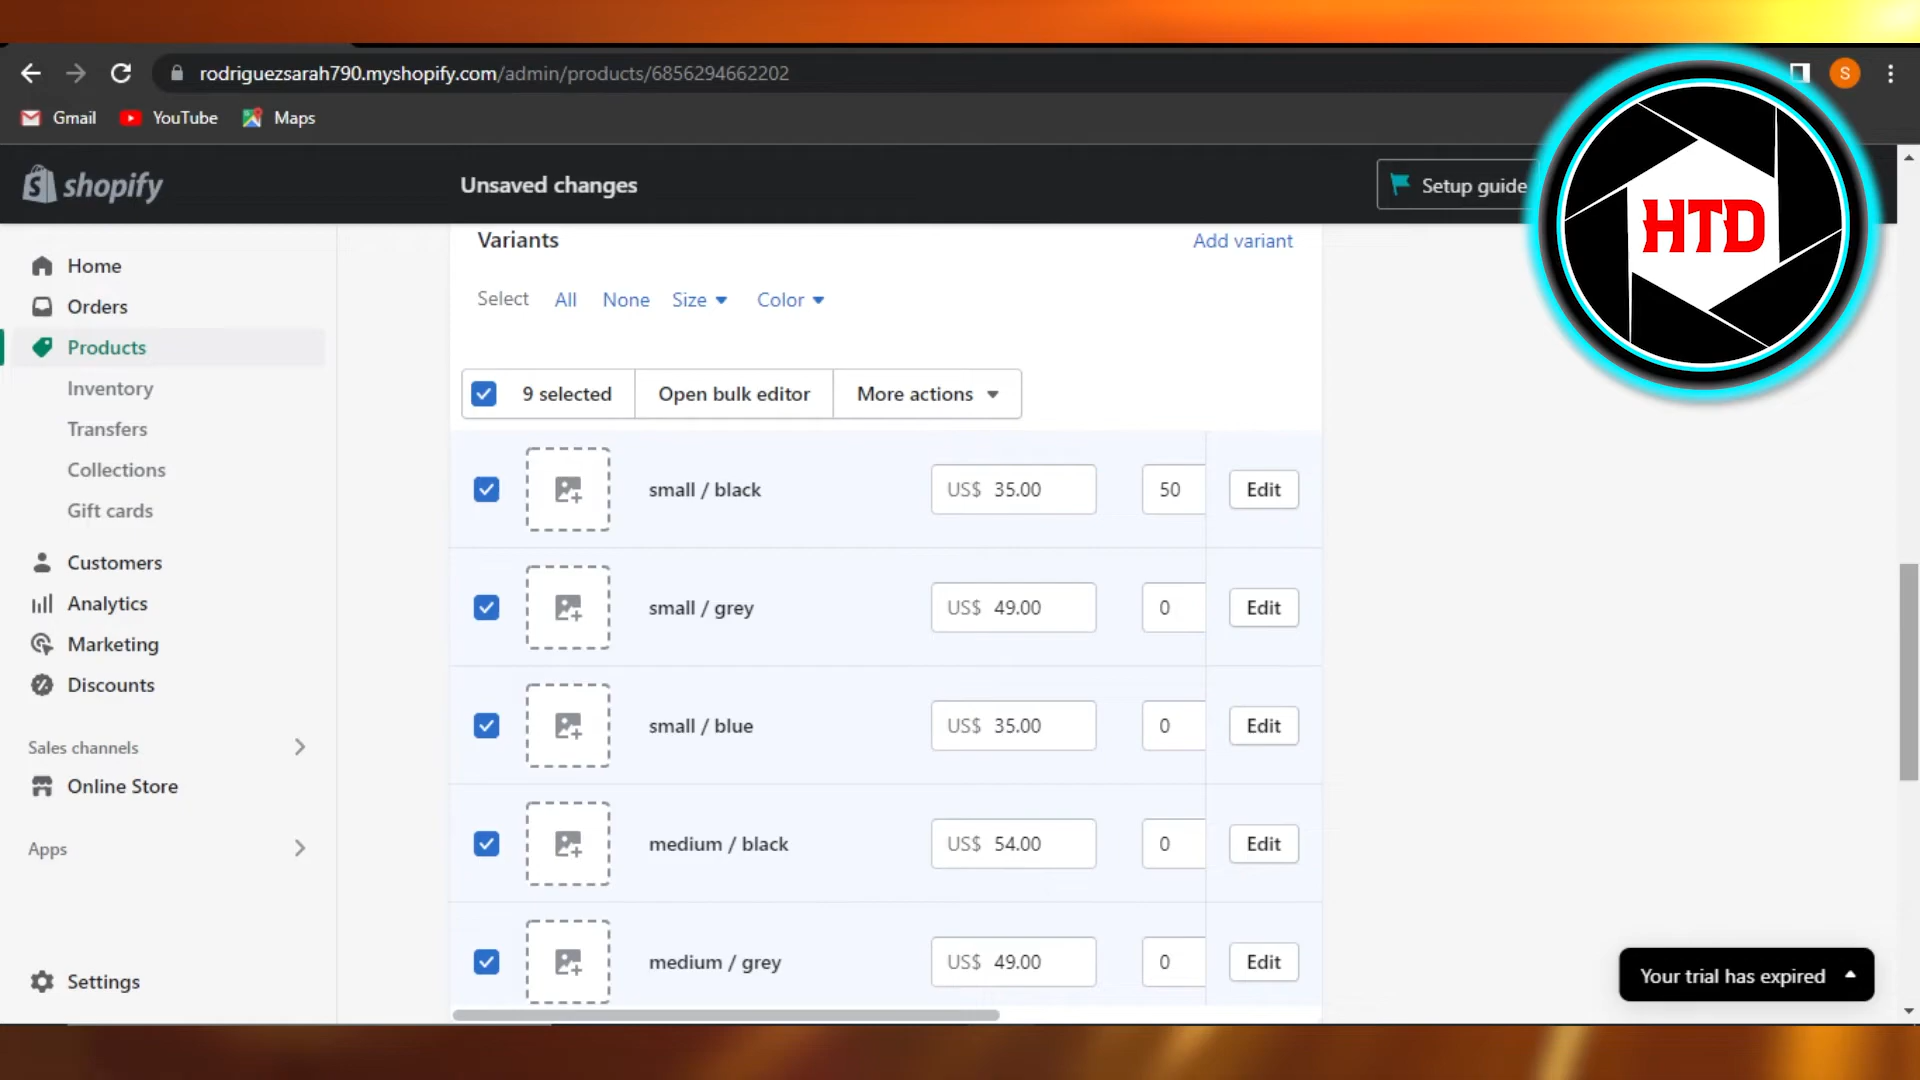 rodriguezsarah790.myshopify.com/admin/products/6856294662202
S
Gmail YouTube Maps
shopify
Unsaved changes
Setup guide
HTD
Home
Orders
Products
Inventory
Transfers
Collections
Gift cards
Customers
Analytics
Marketing
Discounts
Sales channels
Online Store
Apps
Settings
Variants
Add variant
Select All None Size Color
9 selected Open bulk editor More actions
small / black US$ 35.00 50 Edit
small / grey US$ 49.00 0 Edit
small / blue US$ 35.00 0 Edit
medium / black US$ 54.00 0 Edit
medium / grey US$ 49.00 0 Edit
Your trial has expired